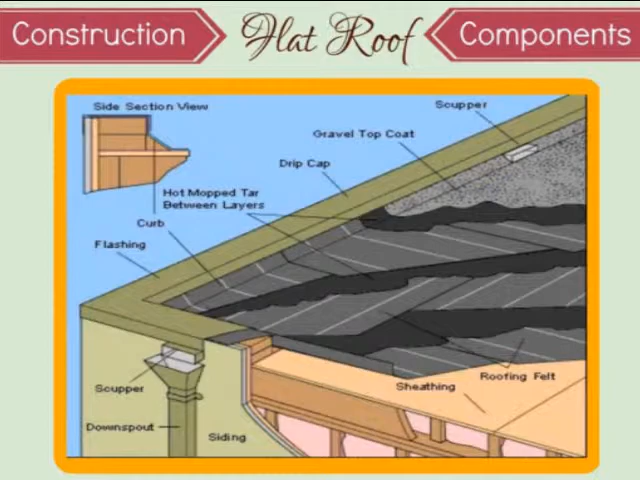 Construction
Flat Roof
Components
Side Section View
Scupper
Gravel Top Coat
Drip Cap
Hot Mopped Tar
Between Layers
Curb
Flashing
Scupper
Roofing Felt
Sheathing
Downspout
Siding